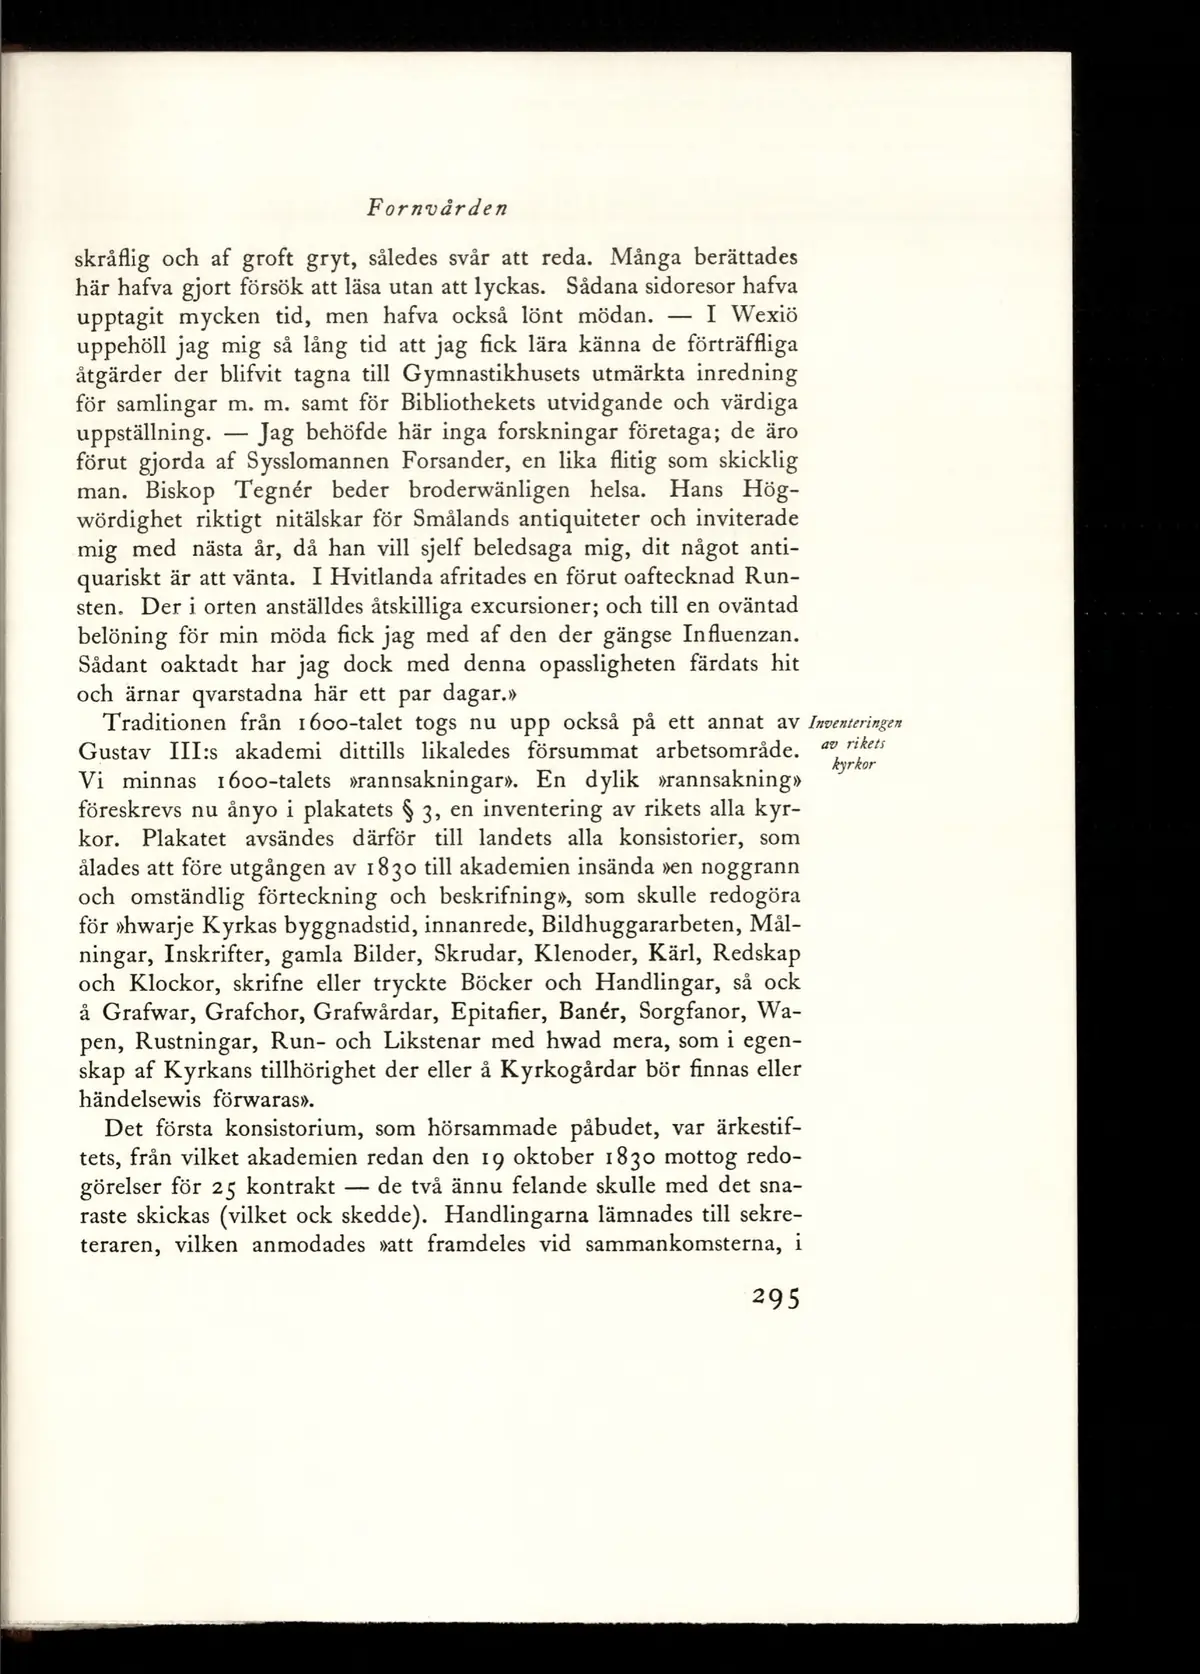 Fornvården
skråflig och af groft gryt, således svår att reda. Många berättades
här hafva gjort försök att läsa utan att lyckas. Sådana sidoresor hafva
upptagit mycken tid, men hafva också lönt mödan. — I Wexiö
uppehöll jag mig så lång tid att jag fick lära känna de förträffliga
åtgärder der blifvit tagna till Gymnastikhusets utmärkta inredning
för samlingar m. m. samt för Bibliothekets utvidgande och värdiga
uppställning. — Jag behöfde här inga forskningar företaga; de äro
förut gjorda af Sysslomannen Forsander, en lika flitig som skicklig
man. Biskop Tegnér beder broderwänligen helsa. Hans Hög-
wördighet riktigt nitälskar för Smålands antiquiteter och inviterade
mig med nästa år, då han vill sjelf beledsaga mig, dit något anti-
quariskt är att vänta. I Hvitlanda afritades en förut oaftecknad Run-
sten. Der i orten anställdes åtskilliga excursioner; och till en oväntad
belöning för min möda fick jag med af den der gängse Influenzan.
Sådant oaktadt har jag dock med denna opassligheten färdats hit
och ärnar qvarstadna här ett par dagar.»
Traditionen från 1600-talet togs nu upp också på ett annat av
Gustav III:s akademi dittills likaledes försummat arbetsområde.
Vi minnas 1600-talets »rannsakningar». En dylik »rannsakning»
föreskrevs nu ånyo i plakatets § 3, en inventering av rikets alla kyr-
kor. Plakatet avsändes därför till landets alla konsistorier, som
ålades att före utgången av 1830 till akademien insända »en noggrann
och omständlig förteckning och beskrifning», som skulle redogöra
för »hwarje Kyrkas byggnadstid, innanrede, Bildhuggararbeten, Mål-
ningar, Inskrifter, gamla Bilder, Skrudar, Klenoder, Kärl, Redskap
och Klockor, skrifne eller tryckte Böcker och Handlingar, så ock
å Grafwar, Grafchor, Grafwårdar, Epitafier, Banér, Sorgfanor, Wa-
pen, Rustningar, Run- och Likstenar med hwad mera, som i egen-
skap af Kyrkans tillhörighet der eller å Kyrkogårdar bör finnas eller
händelsewis förwaras».
Det första konsistorium, som hörsammade påbudet, var ärkestif-
tets, från vilket akademien redan den 19 oktober 1830 mottog redo-
görelser för 25 kontrakt — de två ännu felande skulle med det sna-
raste skickas (vilket ock skedde). Handlingarna lämnades till sekre-
teraren, vilken anmodades »att framdeles vid sammankomsterna, i
Inventeringen
av rikets
kyrkor
295